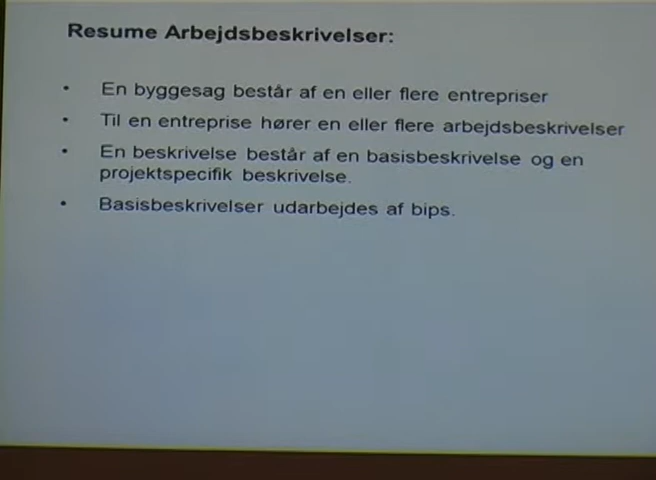 Resume Arbejdsbeskrivelser:
• En byggesag består af en eller flere entrepriser
• Til en entreprise hører en eller flere arbejdsbeskrivelser
• En beskrivelse består af en basisbeskrivelse og en
projektspecifik beskrivelse.
• Basisbeskrivelser udarbejdes af bips.